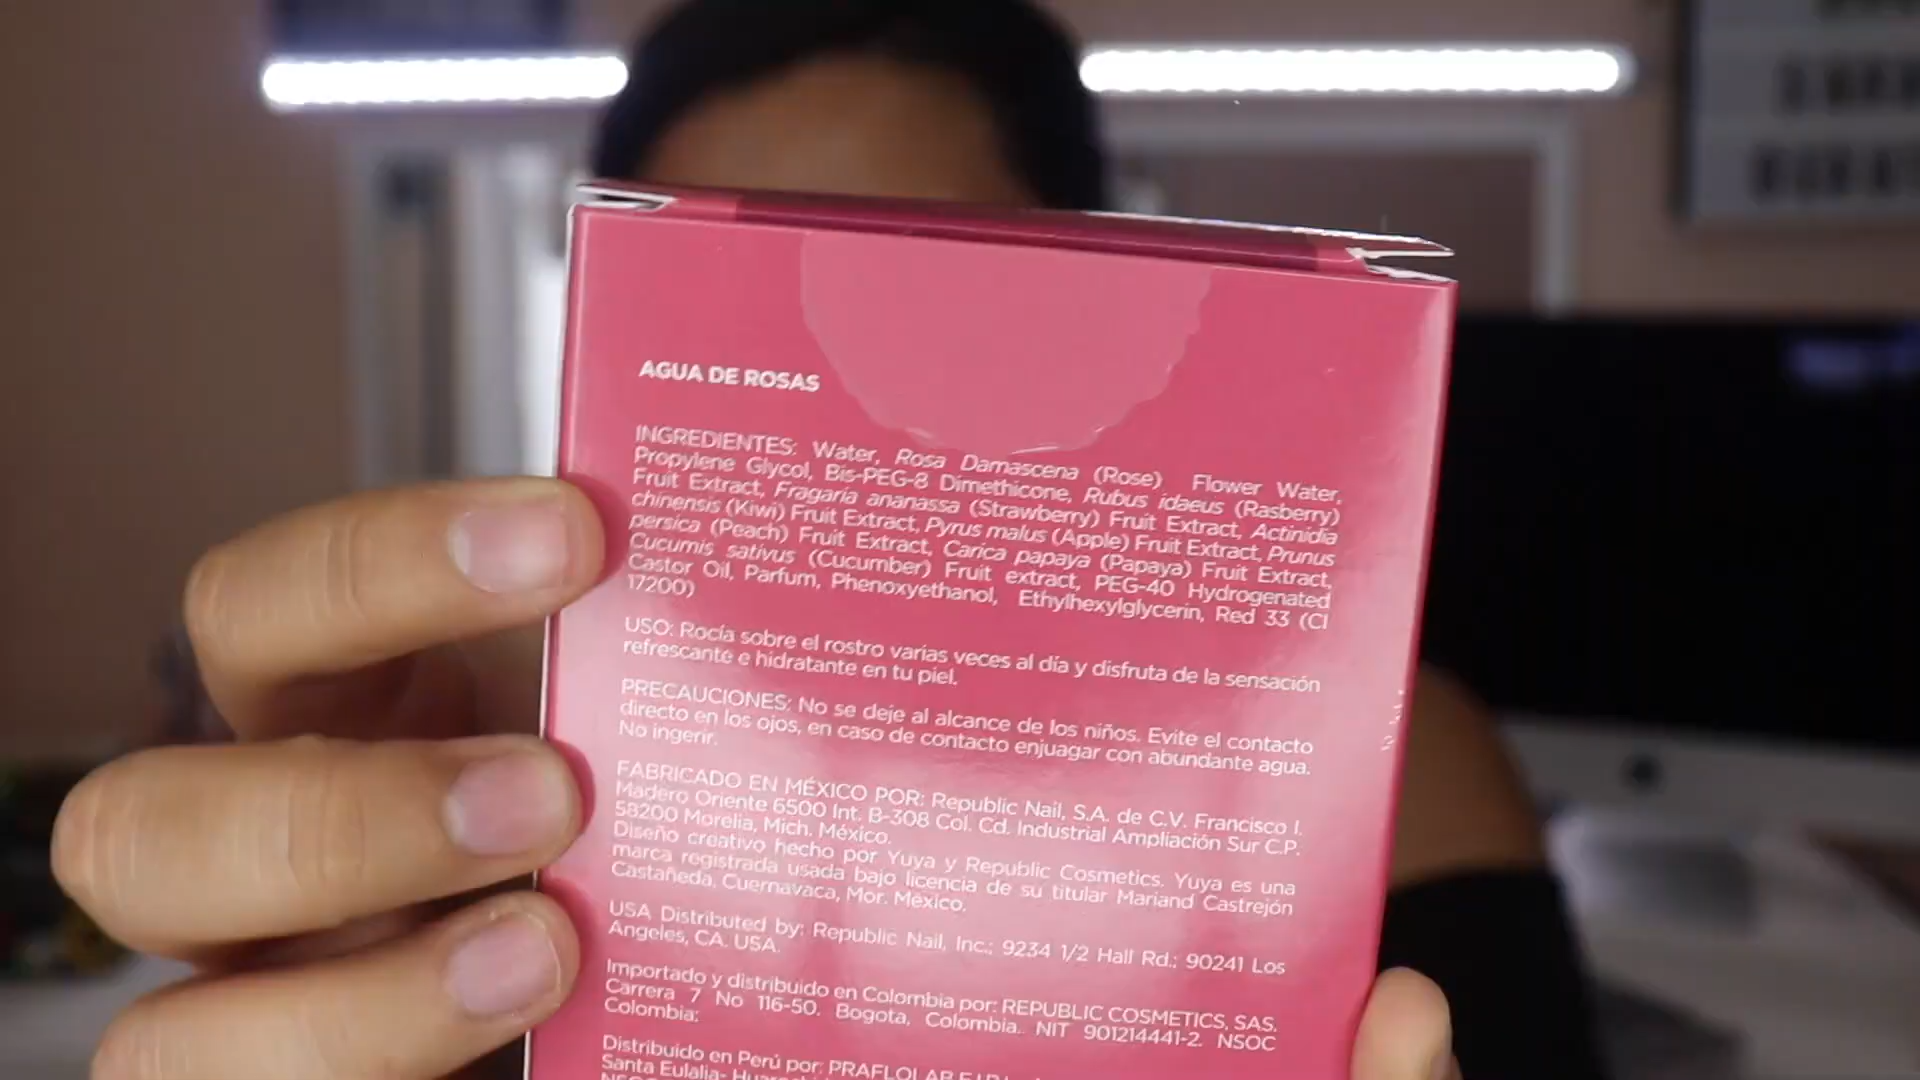 AGUA DE ROSAS
INGREDIENTES: Water, Rosa Damascena (Rose) Flower Water,
Propylene Glycol, Bis-PEG-8 Dimethicone, Rubus idaeus (Rasberry)
Fruit Extract, Fragaria ananassa (Strawberry) Fruit Extract, Actinidia
chinensis (Kiwi) Fruit Extract, Pyrus malus (Apple) Fruit Extract, Prunus
persica (Peach) Fruit Extract, Carica papaya (Papaya) Fruit Extract,
Cucumis sativus (Cucumber) Fruit extract, PEG-40 Hydrogenated
Castor Oil, Parfum, Phenoxyethanol, Ethylhexylglycerin, Red 33 (CI
17200)
USO: Rocía sobre el rostro varias veces al día y disfruta de la sensación
refrescante e hidratante en tu piel.
PRECAUCIONES: No se deje al alcance de los niños. Evite el contacto
directo en los ojos, en caso de contacto enjuagar con abundante agua.
No ingerir.
FABRICADO EN MÉXICO POR: Republic Nail, S.A. de C.V. Francisco I.
Madero Oriente 6500 Int. B-308 Col. Cd. Industrial Ampliación Sur C.P.
58200 Morelia, Mich. México.
Diseño creativo hecho por Yuya y Republic Cosmetics. Yuya es una
marca registrada usada bajo licencia de su titular Mariand Castrejón
Castañeda, Cuernavaca, Mor. México.
USA Distributed by: Republic Nail, Inc.; 9234 1/2 Hall Rd.; 90241 Los
Angeles, CA. USA.
Importado y distribuido en Colombia por: REPUBLIC COSMETICS, SAS.
Carrera 7 No 116-50. Bogota, Colombia. NIT 901214441-2. NSOC
Colombia:
Distribuido en Perú por:
Santa Eulalia-